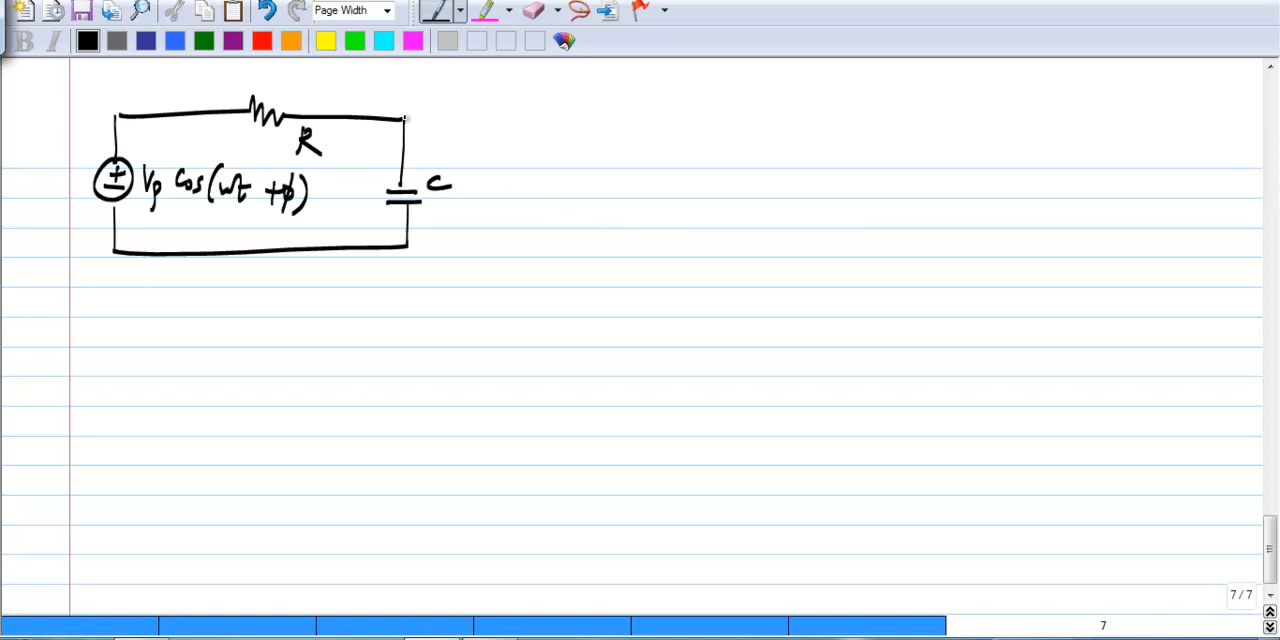 Page Width
B I
R
+
Vp Cos(ωt +ϕ)
C
7 / 7
7